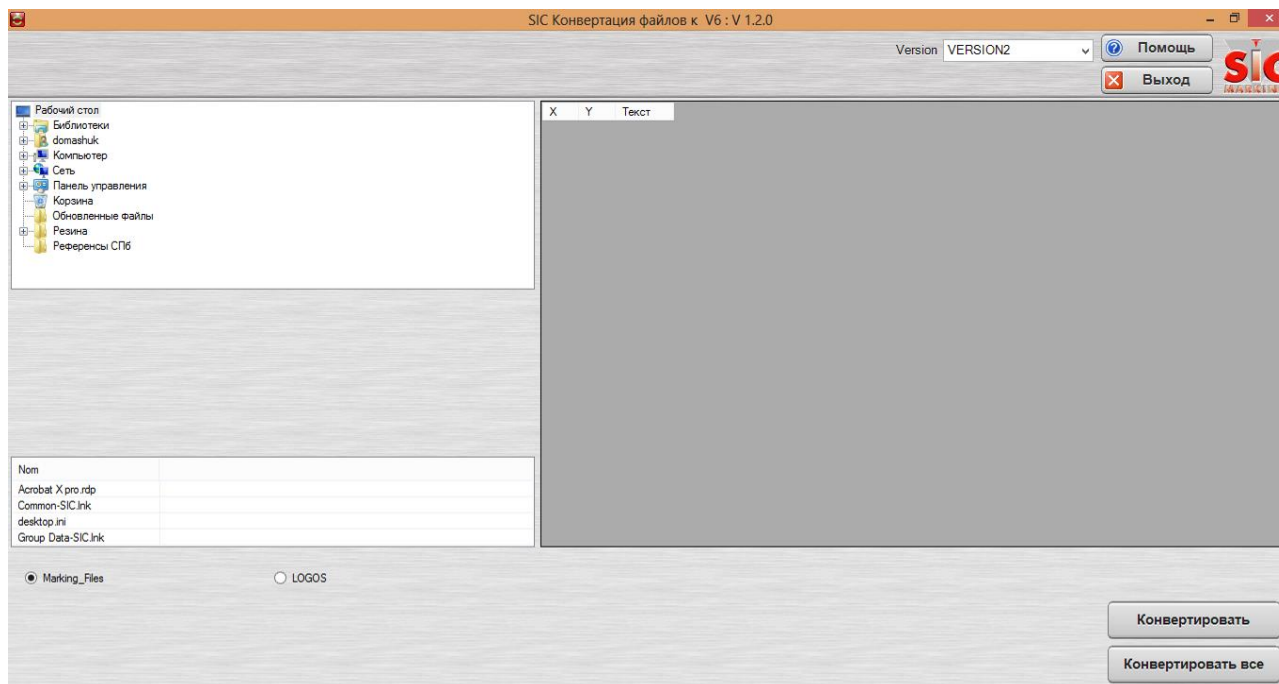 SIC Конвертация файлов к V6 : V 1.2.0
Version VERSION2
Помощь
Выход
sic
MARKIN
Рабочий стол
Библиотеки
domashuk
Компьютер
Сеть
Панель управления
Корзина
Обновленные файлы
Резина
Референсы СПб
X Y Текст
Nom
Acrobat X pro.rdp
Common-SIC.lnk
desktop.ini
Group Data-SIC.lnk
Marking_Files LOGOS
Конвертировать
Конвертировать все